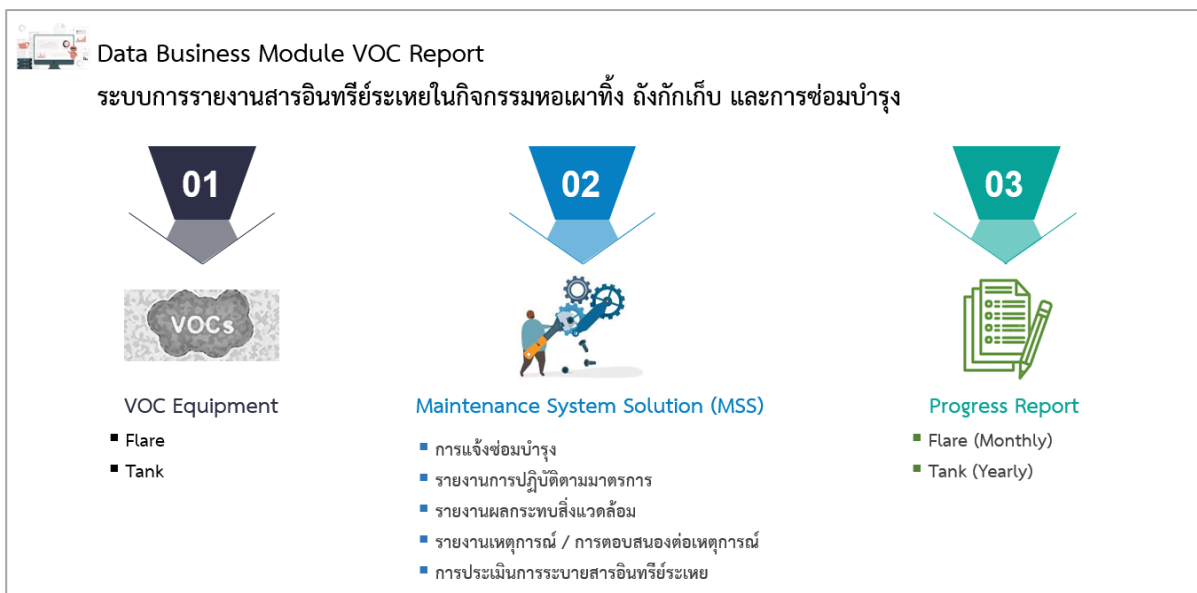 Data Business Module VOC Report
ระบบการรายงานสารอินทรีย์ระเหยในกิจกรรมหอเผาทิ้ง ถังกักเก็บ และการซ่อมบำรุง
01
02
03
VOCs
VOC Equipment
Flare
Tank
Maintenance System Solution (MSS)
การแจ้งซ่อมบำรุง
รายงานการปฏิบัติตามมาตรการ
รายงานผลกระทบสิ่งแวดล้อม
รายงานเหตุการณ์ / การตอบสนองต่อเหตุการณ์
การประเมินการระบายสารอินทรีย์ระเหย
Progress Report
Flare (Monthly)
Tank (Yearly)